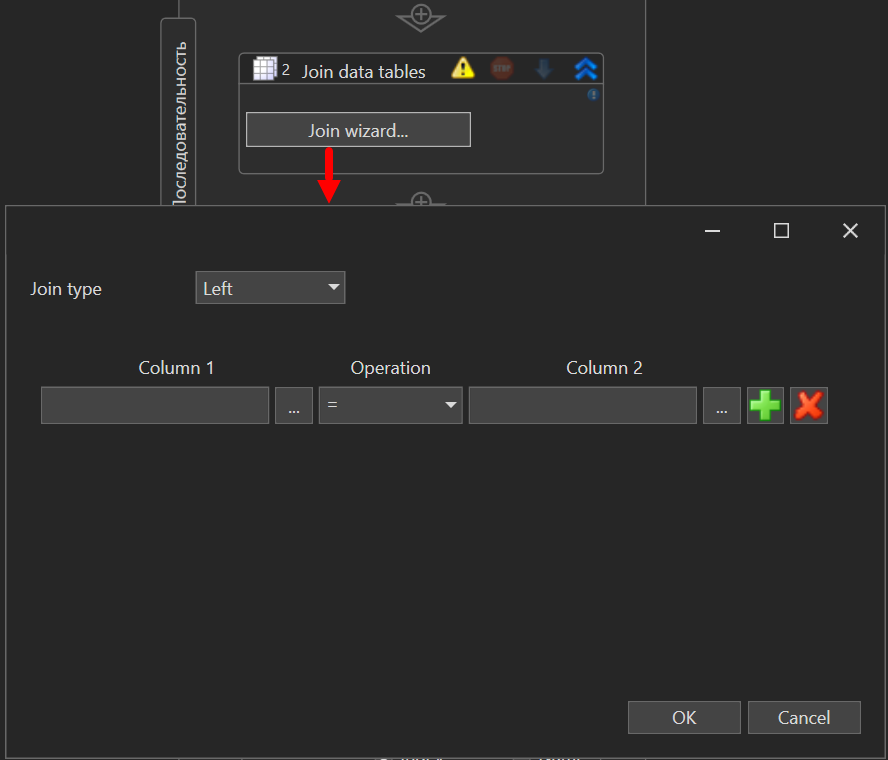 Последовательность
2 Join data tables
STOP
Join wizard...
Join type
Left
Column 1 Operation Column 2
... = ...
OK Cancel